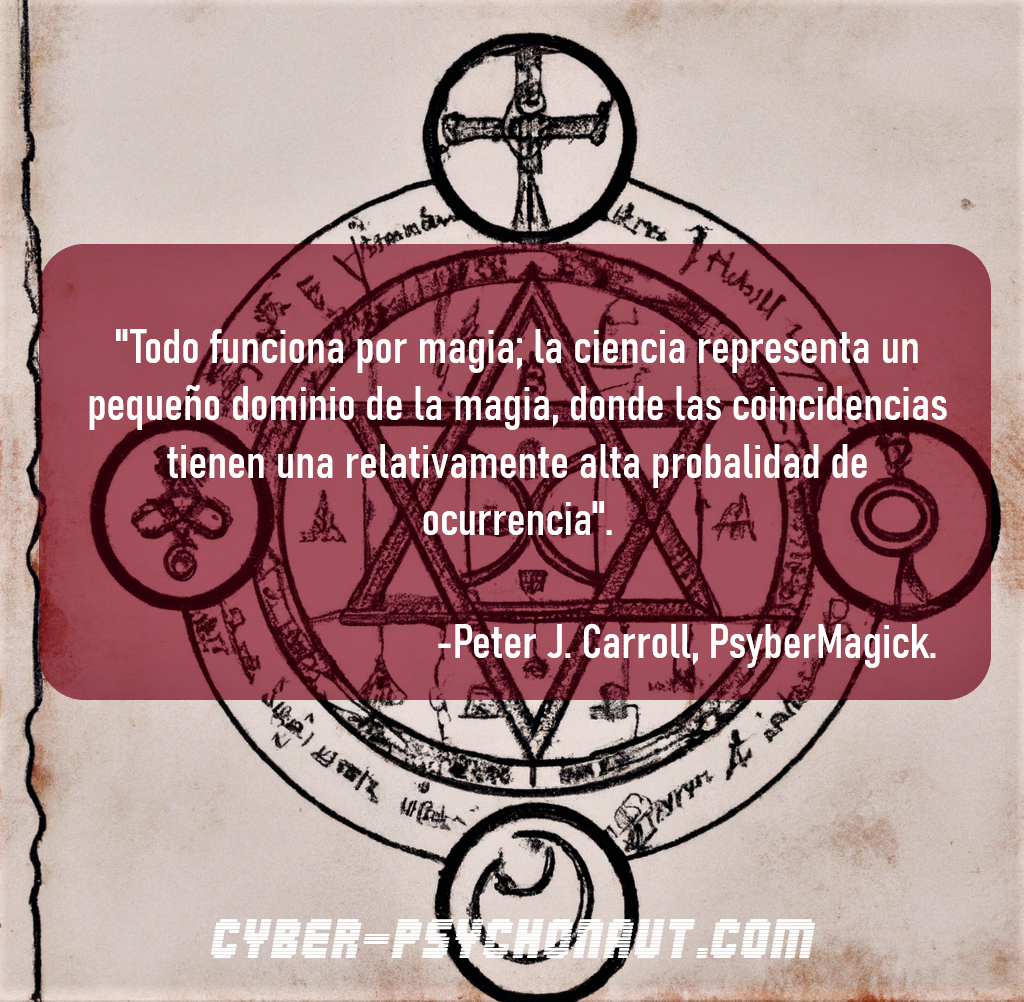 "Todo funciona por magia; la ciencia representa un
pequeño dominio de la magia, donde las coincidencias
tienen una relativamente alta probalidad de
ocurrencia".
-Peter J. Carroll, PsyberMagick.
CYBER-PSYCHONAUT.COM